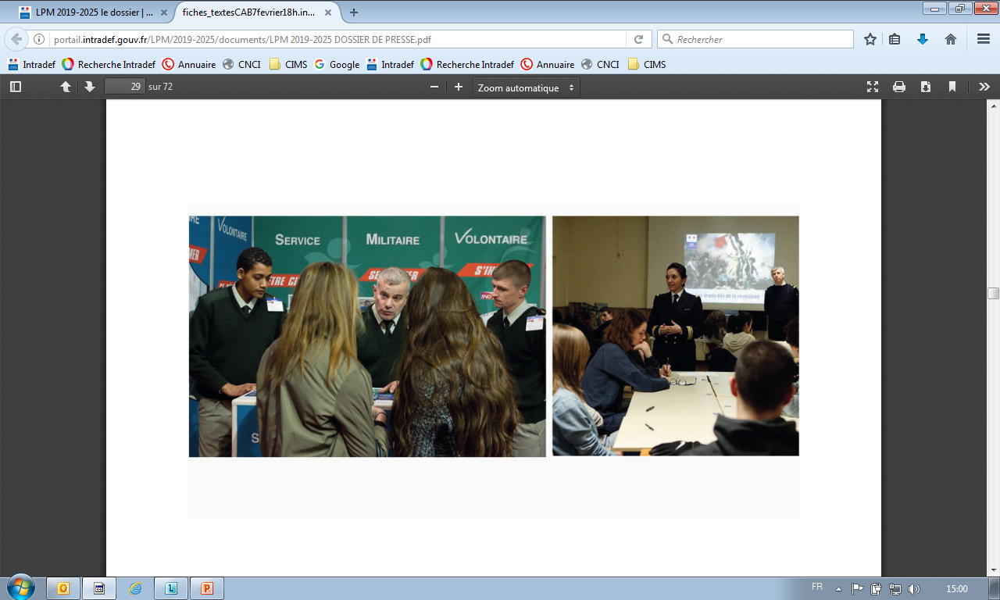 LPM 2019-2025 le dossier | ...
fiches_textesCAB7fevrier18h.in...
portail.intradef.gouv.fr/LPM/2019-2025/documents/LPM 2019-2025 DOSSIER DE PRESSE.pdf
Rechercher
Intradef Recherche Intradef Annuaire CNCI CIMS Google Intradef Recherche Intradef Annuaire CNCI CIMS
29 sur 72
Zoom automatique
VOLONTAIRE
SERVICE
MILITAIRE
VOLONTAIRE
FR
15:00